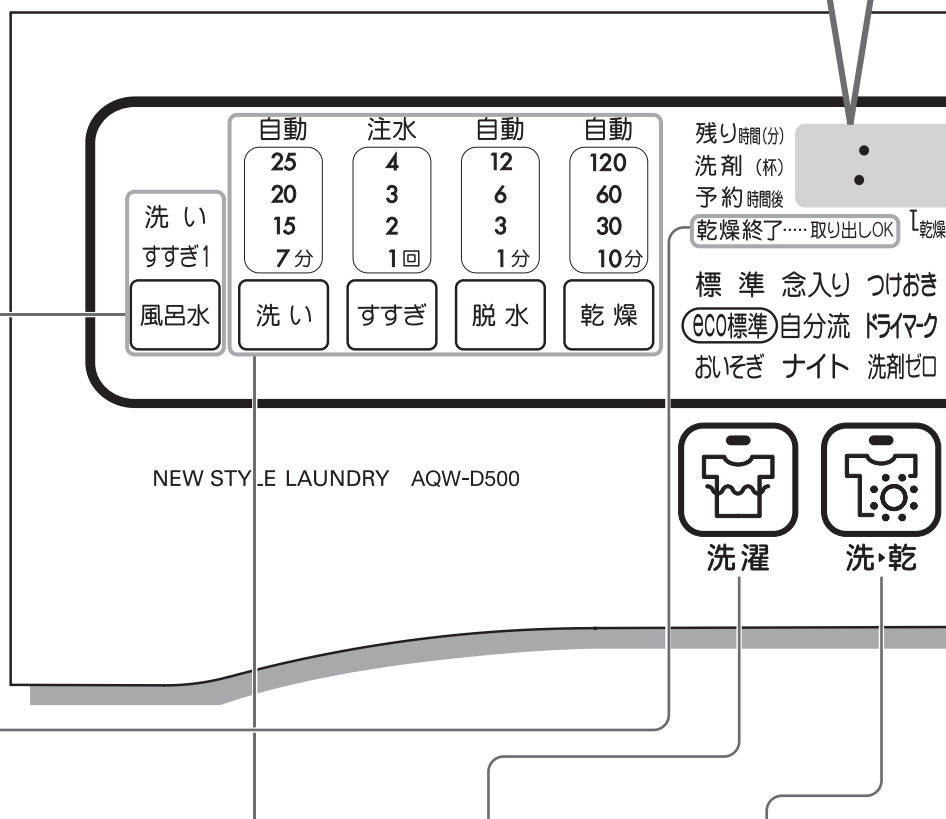 自動 注水 自動 自動
25 4 12 120
20 3 6 60
15 2 3 30
7分 1回 1分 10分
洗い
すすぎ1
風呂水 洗い すすぎ 脱水 乾燥
残り時間(分)
洗剤(杯)
予約時間後
乾燥終了‥‥‥取り出しOK
乾燥
標準 念入り つけおき
eco標準 自分流 ドライマーク
おいそぎ ナイト 洗剤ゼロ
NEW STYLE LAUNDRY AQW-D500
洗濯 洗▸乾